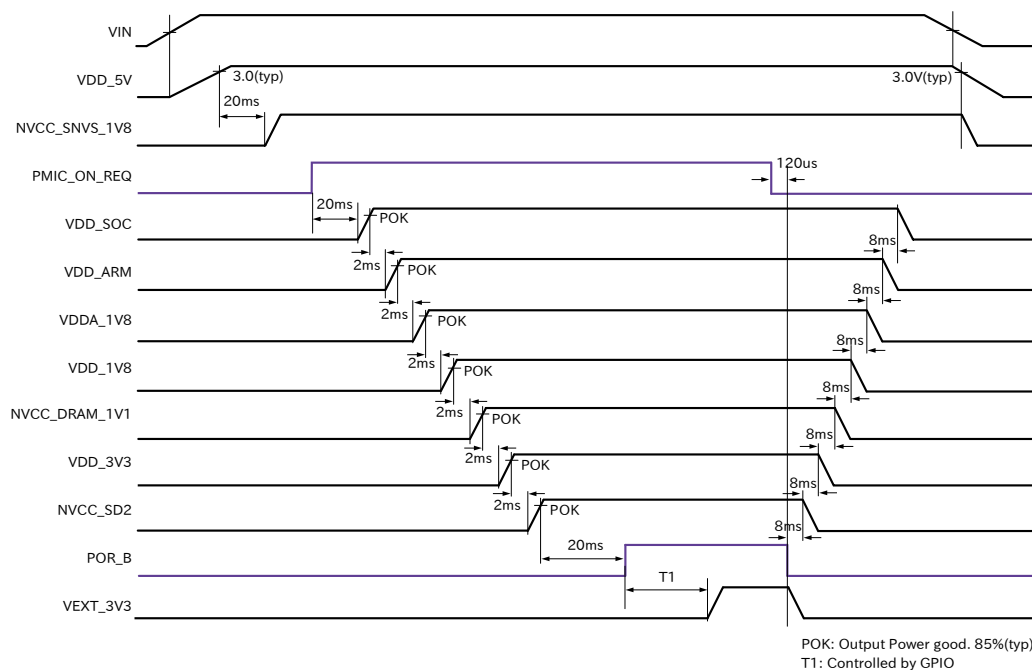 VIN
VDD_5V
3.0(typ)
3.0V(typ)
20ms
NVCC_SNVS_1V8
PMIC_ON_REQ
120us
20ms
VDD_SOC
POK
8ms
2ms
VDD_ARM
POK
8ms
2ms
VDDA_1V8
POK
8ms
2ms
VDD_1V8
POK
8ms
2ms
NVCC_DRAM_1V1
POK
8ms
2ms
VDD_3V3
POK
8ms
2ms
NVCC_SD2
POK
8ms
20ms
POR_B
T1
VEXT_3V3
POK: Output Power good. 85%(typ)
T1: Controlled by GPIO